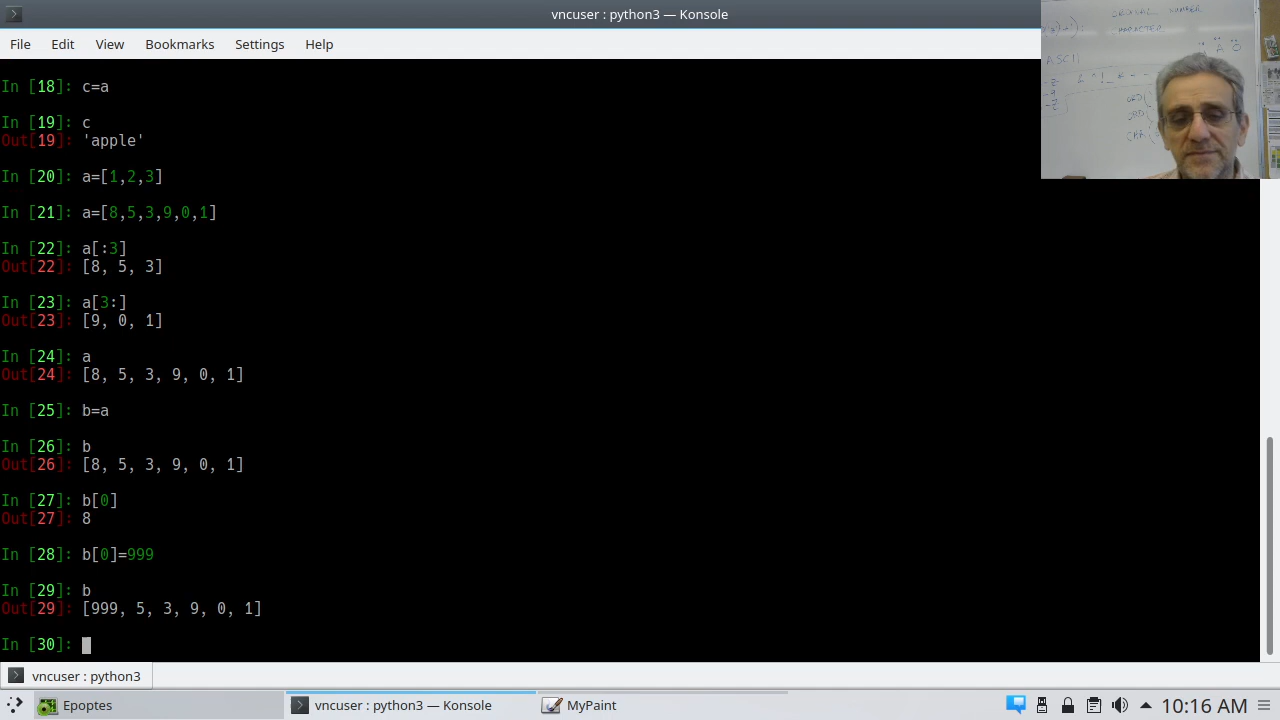 vncuser : python3 — Konsole
File Edit View Bookmarks Settings Help
In [18]: c=a
In [19]: c
Out[19]: 'apple'
In [20]: a=[1,2,3]
In [21]: a=[8,5,3,9,0,1]
In [22]: a[:3]
Out[22]: [8, 5, 3]
In [23]: a[3:]
Out[23]: [9, 0, 1]
In [24]: a
Out[24]: [8, 5, 3, 9, 0, 1]
In [25]: b=a
In [26]: b
Out[26]: [8, 5, 3, 9, 0, 1]
In [27]: b[0]
Out[27]: 8
In [28]: b[0]=999
In [29]: b
Out[29]: [999, 5, 3, 9, 0, 1]
In [30]:
NUMBER
ASCII
ORD(
vncuser : python3
Epoptes
vncuser : python3 — Konsole
MyPaint
10:16 AM